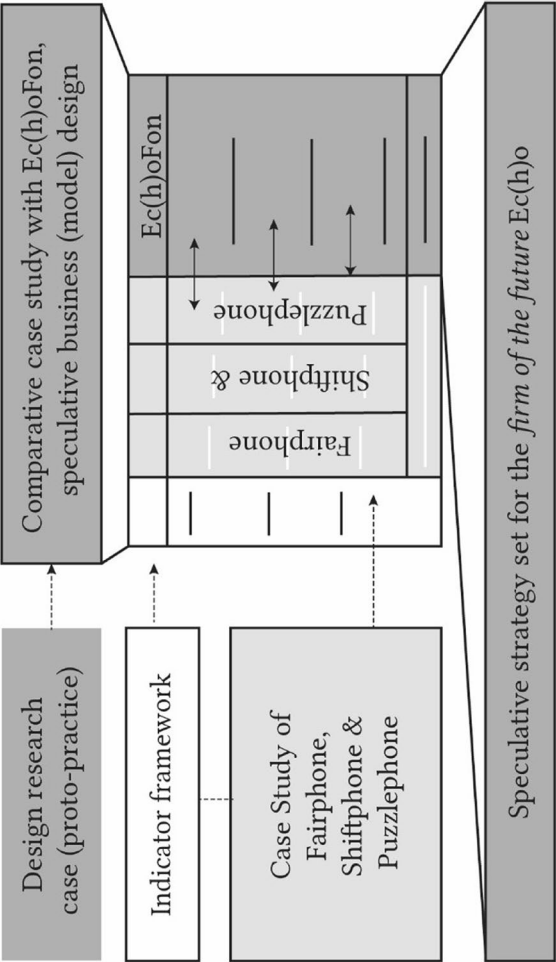 Design research
case (proto-practice)
Comparative case study with Ec(h)oFon,
speculative business (model) design
Indicator framework
Case Study of
Fairphone,
Shiftphone &
Puzzlephone
Ec(h)oFon
Fairphone
Shiftphone &
Puzzlephone
Speculative strategy set for the firm of the future Ec(h)o